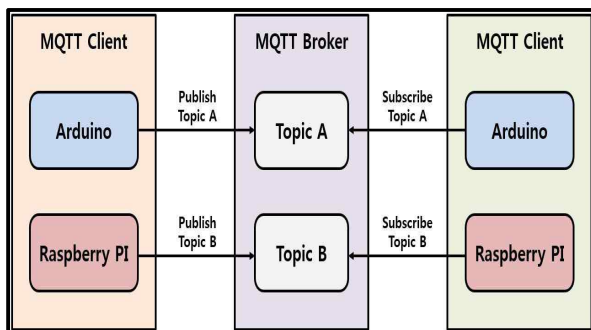 MQTT Client
MQTT Broker
MQTT Client
Arduino
Publish
Topic A
Topic A
Subscribe
Topic A
Arduino
Raspberry PI
Publish
Topic B
Topic B
Subscribe
Topic B
Raspberry PI